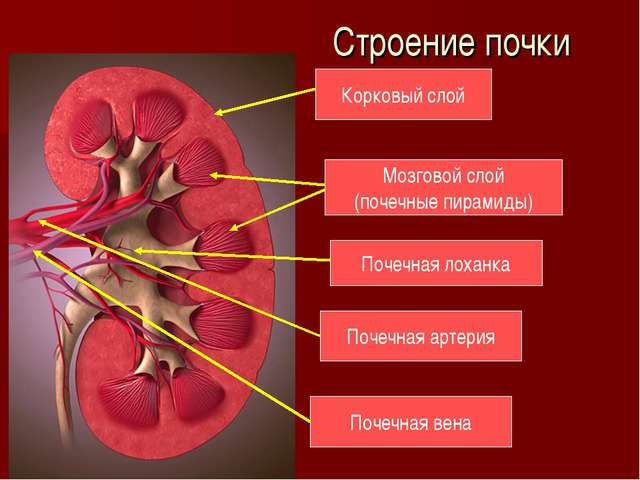 Строение почки
Корковый слой
Мозговой слой
(почечные пирамиды)
Почечная лоханка
Почечная артерия
Почечная вена